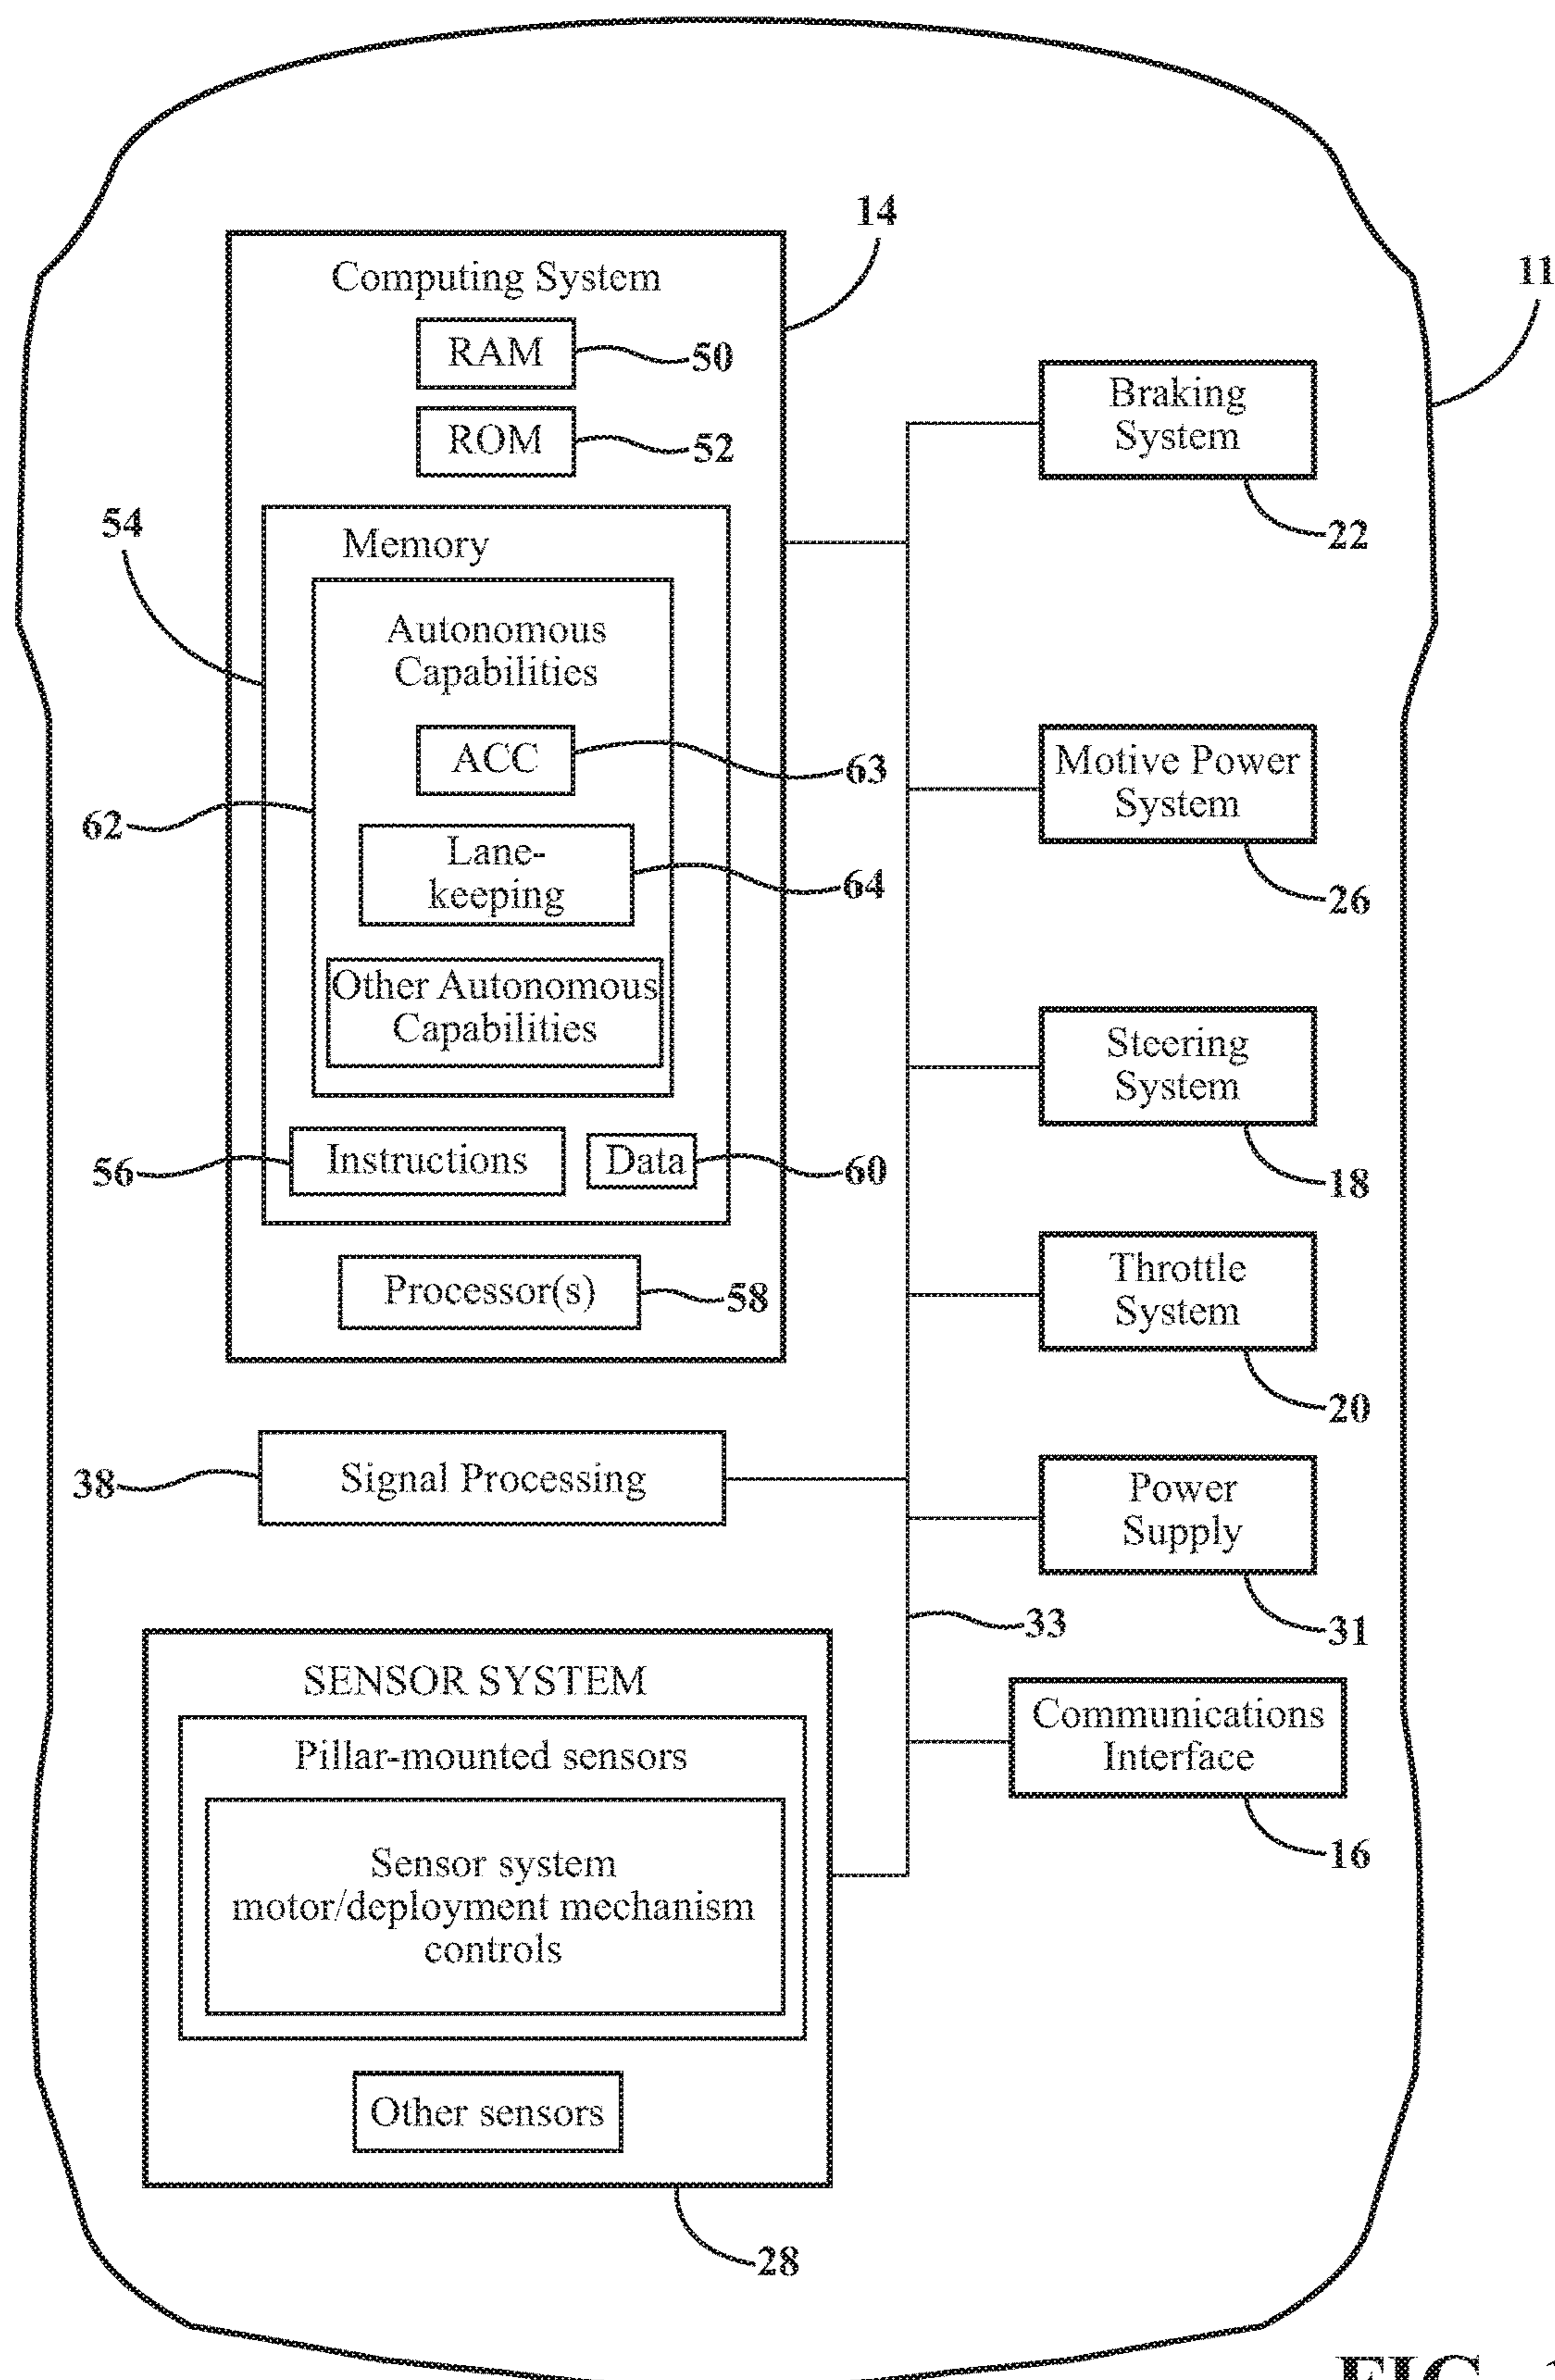 14
11
Computing System
RAM
50
ROM
52
54
Memory
Autonomous
Capabilities
ACC
63
62
Lane-
keeping
64
Other Autonomous
Capabilities
56
Instructions
Data
60
Processor(s)
58
38
Signal Processing
SENSOR SYSTEM
Pillar-mounted sensors
Sensor system
motor/deployment mechanism
controls
Other sensors
28
Braking
System
22
Motive Power
System
26
Steering
System
18
Throttle
System
20
Power
Supply
31
33
Communications
Interface
16